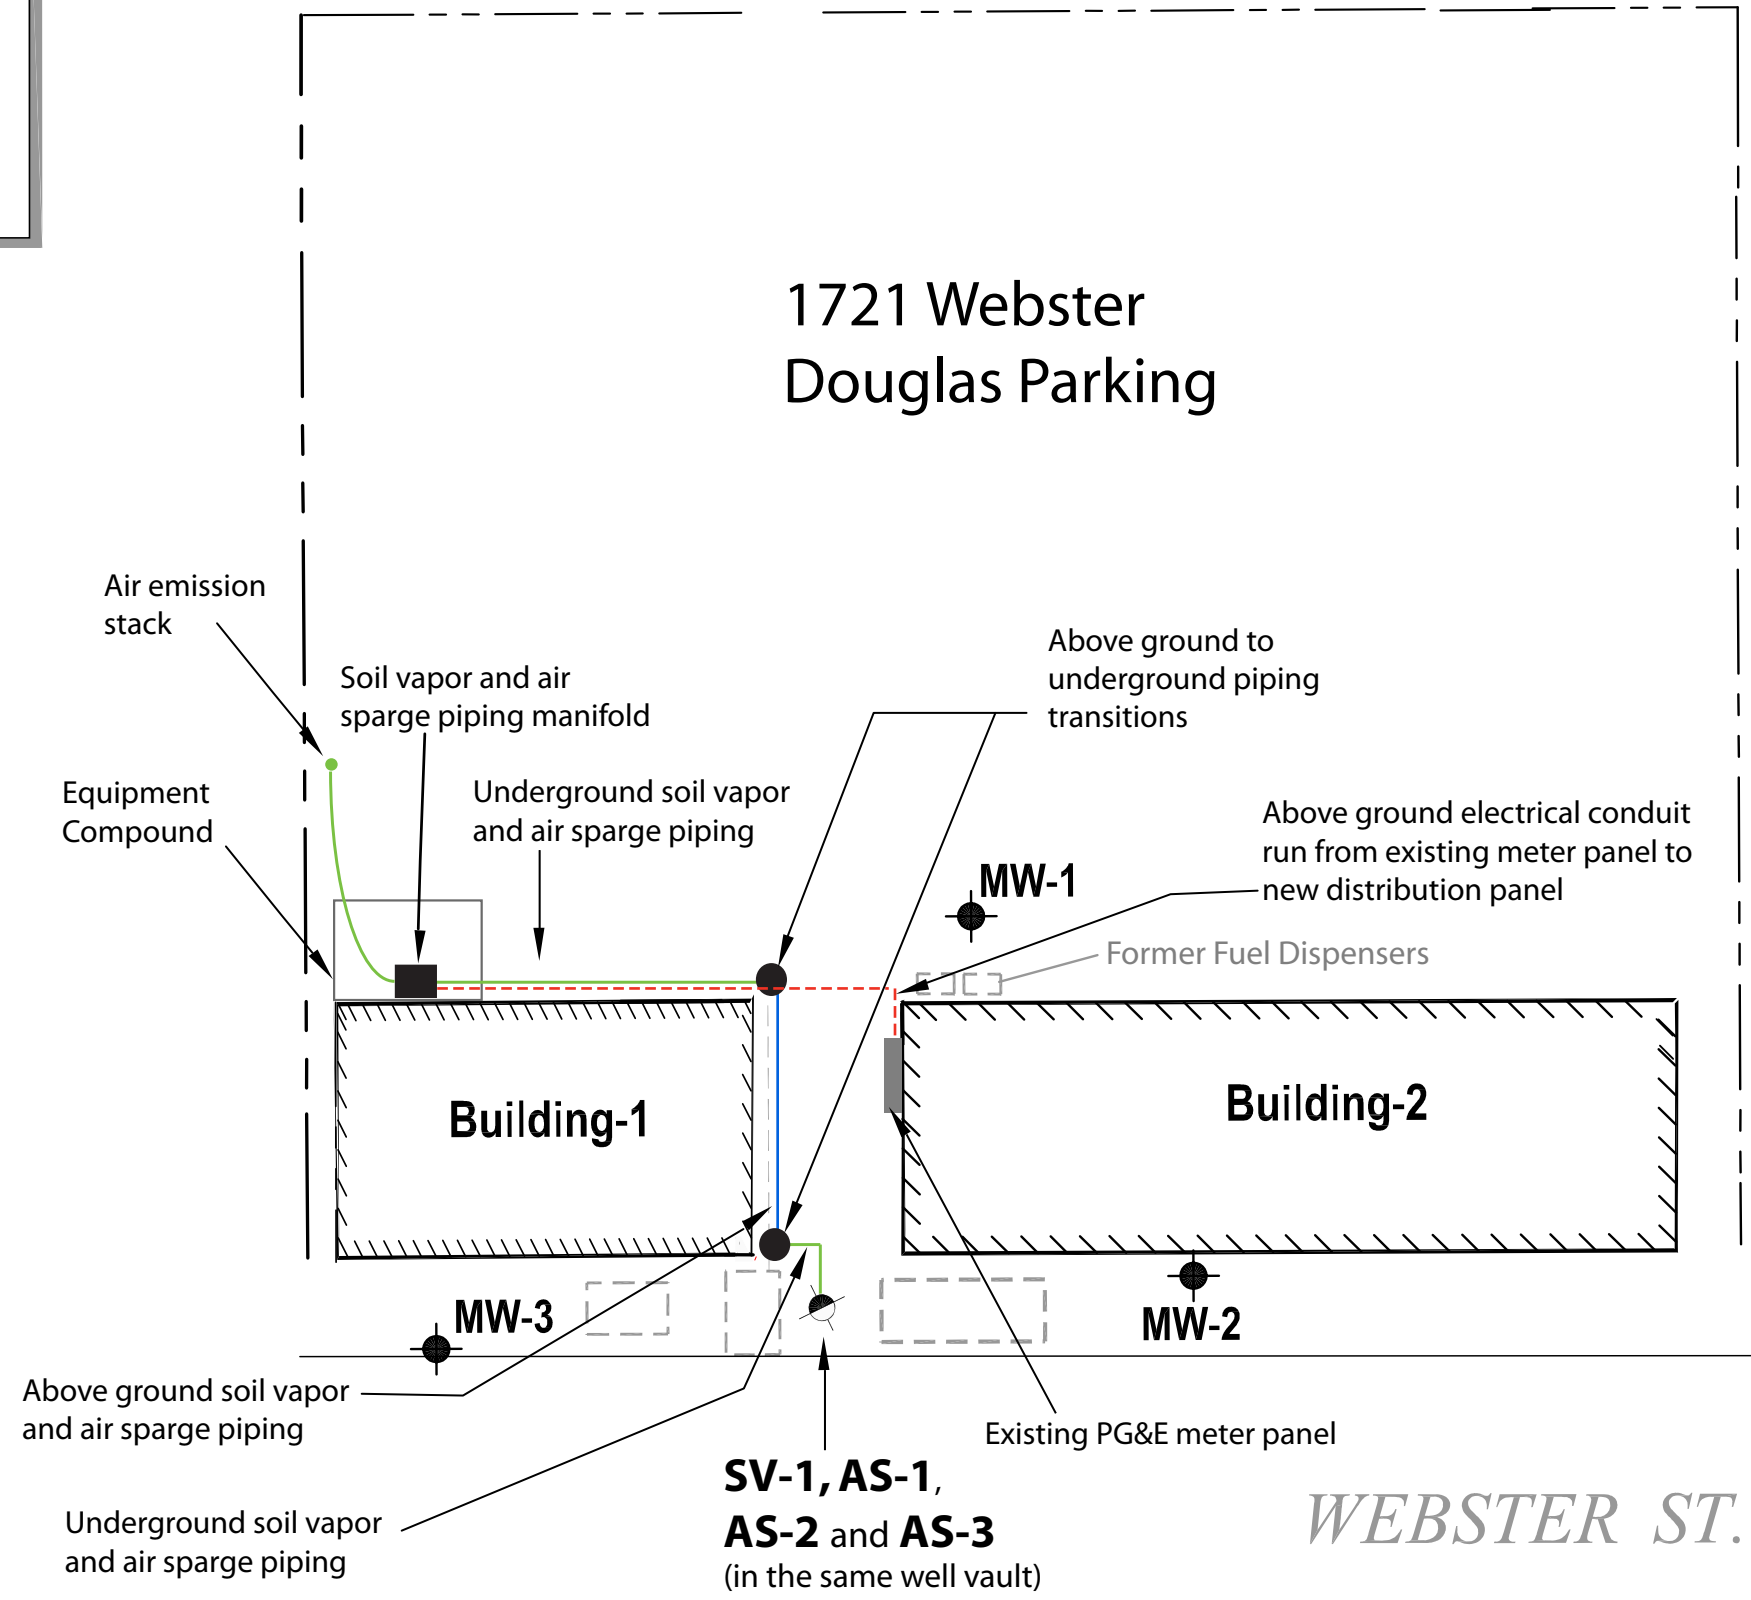 1721 Webster
Douglas Parking
Air emission
stack
Soil vapor and air
sparge piping manifold
Above ground to
underground piping
transitions
Equipment
Compound
Underground soil vapor
and air sparge piping
Above ground electrical conduit
run from existing meter panel to
new distribution panel
MW-1
Former Fuel Dispensers
Building-1
Building-2
MW-3
MW-2
Above ground soil vapor
and air sparge piping
Existing PG&E meter panel
SV-1, AS-1,
AS-2 and AS-3
(in the same well vault)
Underground soil vapor
and air sparge piping
WEBSTER ST.